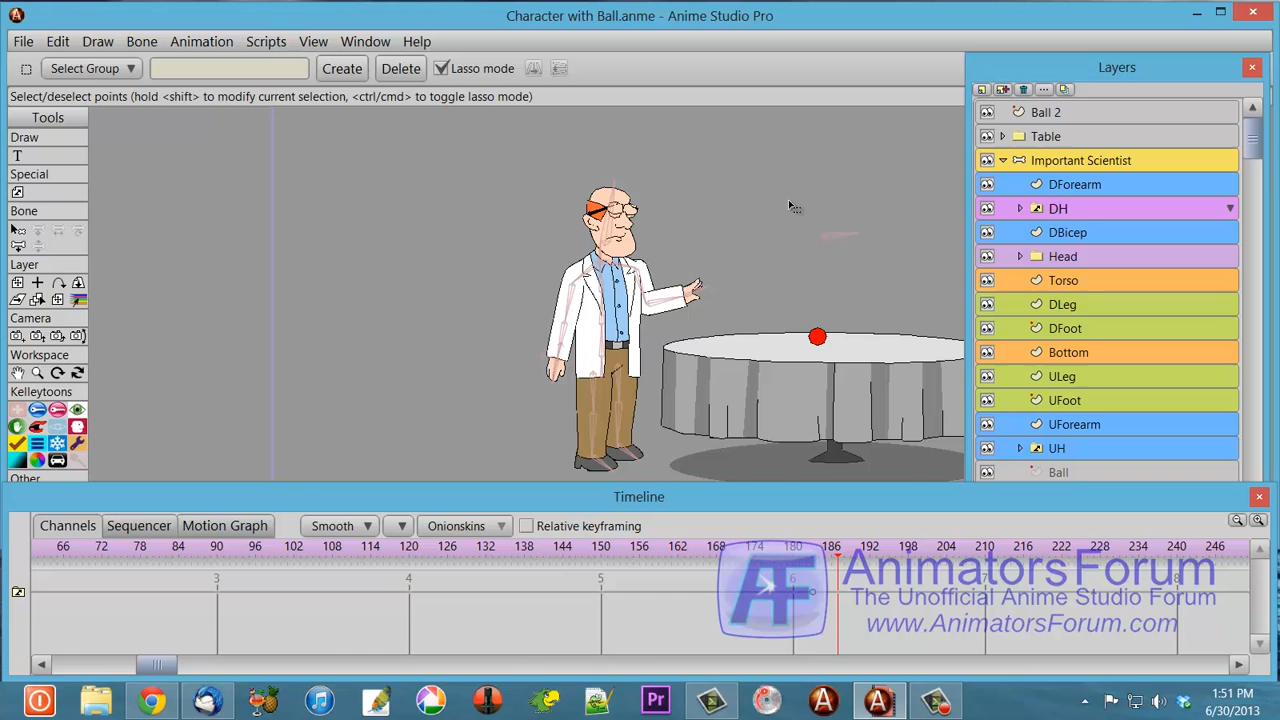 Character with Ball.anme - Anime Studio Pro
File Edit Draw Bone Animation Scripts View Window Help
Select Group Create Delete Lasso mode
Select/deselect points (hold <shift> to modify current selection, <ctrl/cmd> to toggle lasso mode)
Tools
Draw
T
Special
Bone
Layer
Camera
Workspace
Kelleytoons
Other
Layers
Ball 2
Table
Important Scientist
DForearm
DH
DBicep
Head
Torso
DLeg
DFoot
Bottom
ULeg
UFoot
UForearm
UH
Ball
Timeline
Channels Sequencer Motion Graph Smooth Onionskins Relative keyframing
66 72 78 84 90 96 102 108 114 120 126 132 138 144 150 156 162 168 174 180 186 192 198 204 210 216 222 228 234 240 246
3 4 5 6 7 8
AF
AnimatorsForum
The Unofficial Anime Studio Forum
www.AnimatorsForum.com
Pr
1:51 PM
6/30/2013